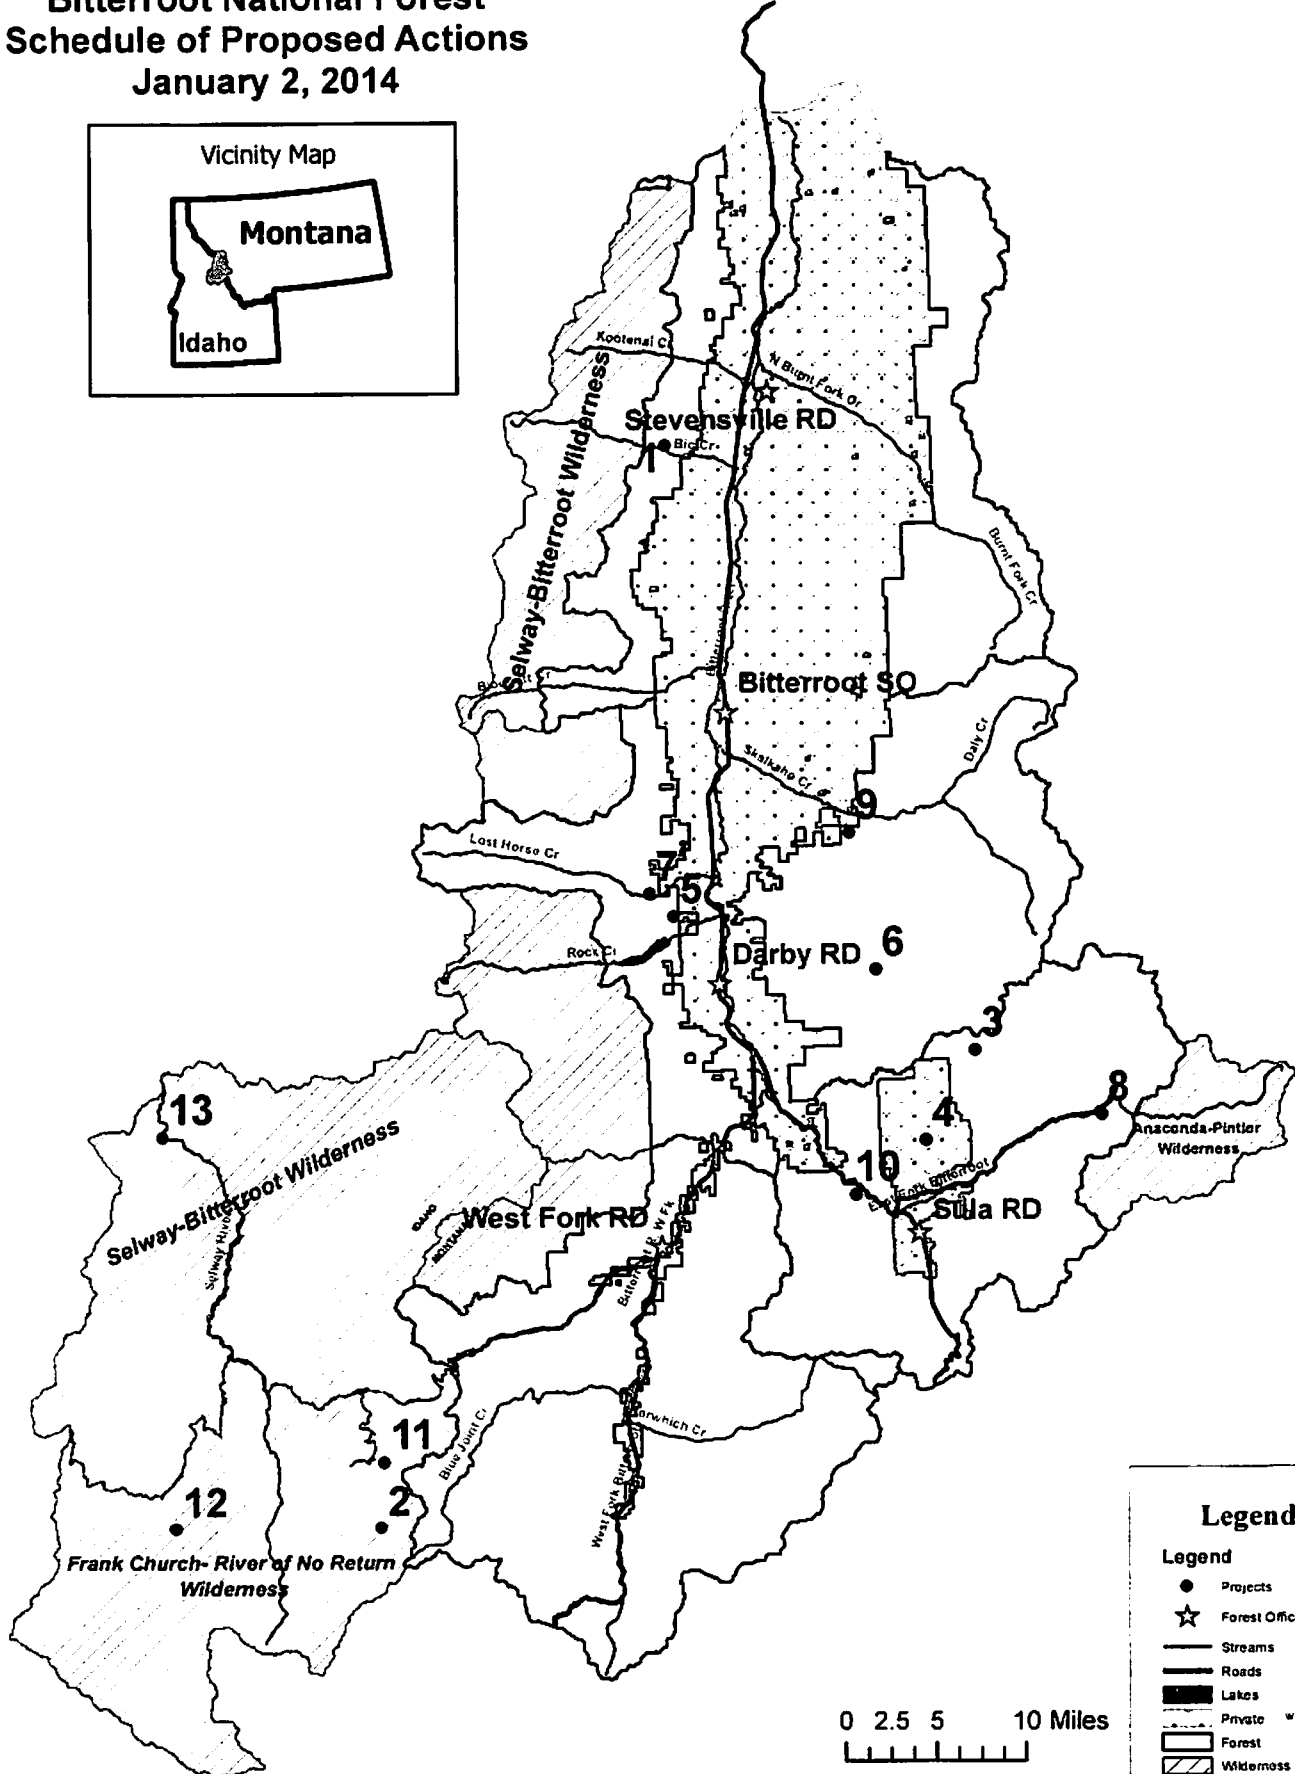 Bitterroot National Forest
Schedule of Proposed Actions
January 2, 2014
Vicinity Map
Montana
Idaho
Kootenai Cr
N Burnt Fork Cr
Stevensville RD
Big Cr
1
Selway-Bitterroot Wilderness
Burnt Fork Cr
Bitterroot SO
Daly Cr
Skalkaho Cr
9
Lost Horse Cr
7
5
Rock Cr
Darby RD
6
3
8
13
4
Anaconda-Pintler
Wilderness
10
East Fork Bitterroot
Selway-Bitterroot Wilderness
Selway River
IDAHO
MONTANA
West Fork RD
Sula RD
11
Blue Joint Cr
2
12
West Fork
Frank Church- River of No Return
Wilderness
Legend
Legend
Projects
Forest Offic
Streams
Roads
Lakes
Private
Forest
Wilderness
0 2.5 5 10 Miles